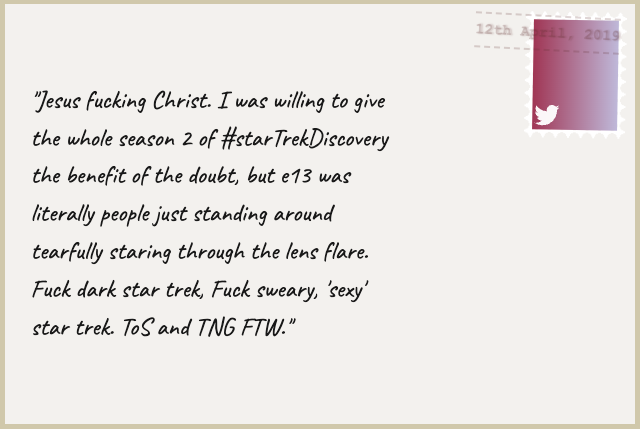 12th April, 2019
"Jesus fucking Christ. I was willing to give
the whole season 2 of #starTrekDiscovery
the benefit of the doubt, but e13 was
literally people just standing around
tearfully staring through the lens flare.
Fuck dark star trek, Fuck sweary, 'sexy'
star trek. ToS and TNG FTW."